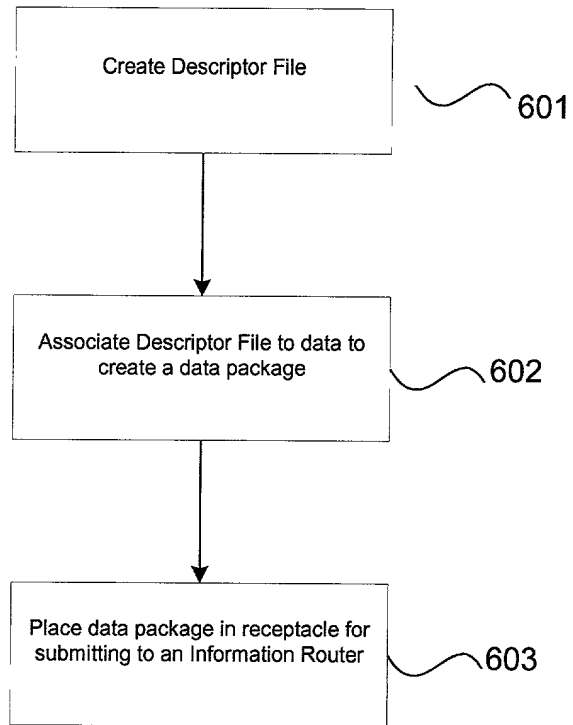 Create Descriptor File
601
Associate Descriptor File to data to
create a data package
602
Place data package in receptacle for
submitting to an Information Router
603